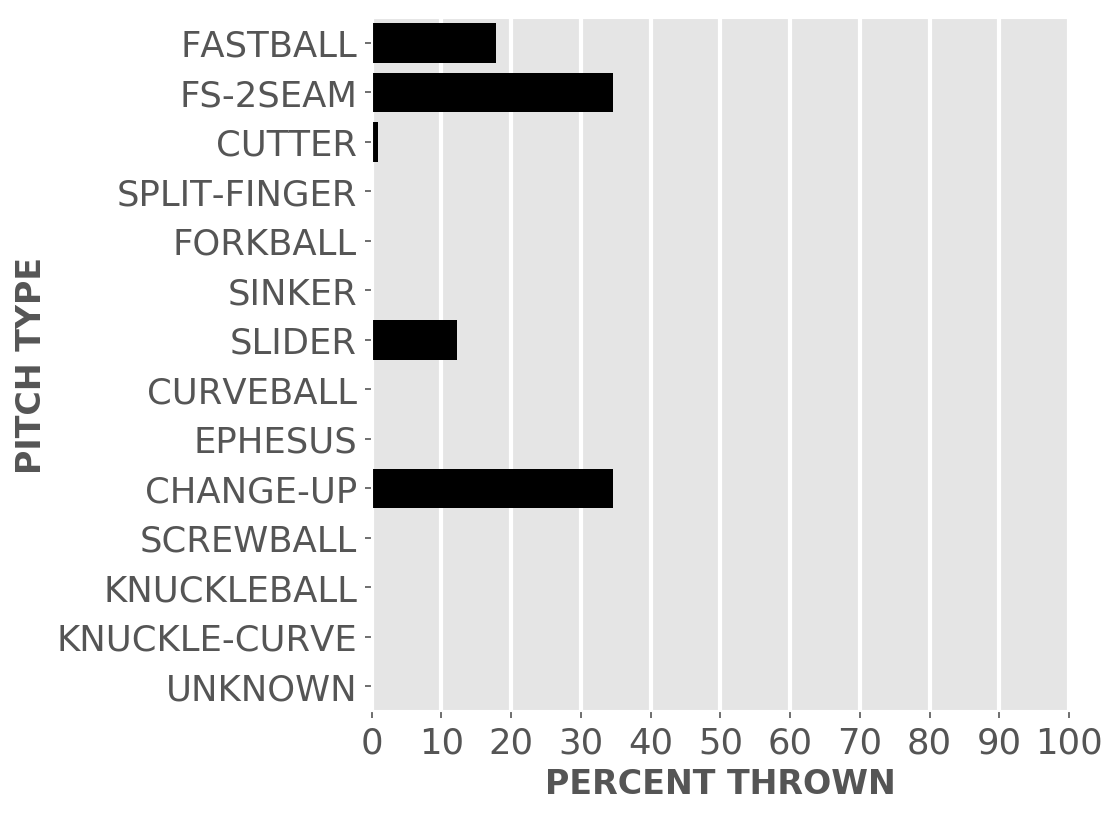 FASTBALL
FS-2SEAM
CUTTER
SPLIT-FINGER
FORKBALL
SINKER
SLIDER
CURVEBALL
EPHESUS
CHANGE-UP
SCREWBALL
KNUCKLEBALL
KNUCKLE-CURVE
UNKNOWN
PITCH TYPE
0 10 20 30 40 50 60 70 80 90 100
PERCENT THROWN